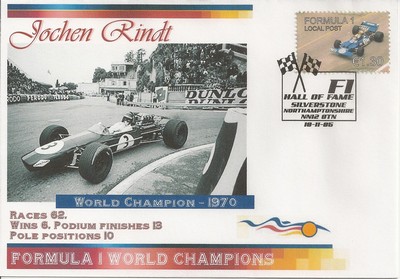 Jochen Rindt
FORMULA 1
LOCAL POST
£1.50
F1
HALL OF FAME
SILVERSTONE
NORTHAMPTONSHIRE
NN12 8TN
18-11-06
DUNLOP
DUNLOP
3
WORLD CHAMPION - 1970
RACES 62.
WINS 6. PODIUM FINISHES 13
POLE POSITIONS 10
FORMULA 1 WORLD CHAMPIONS